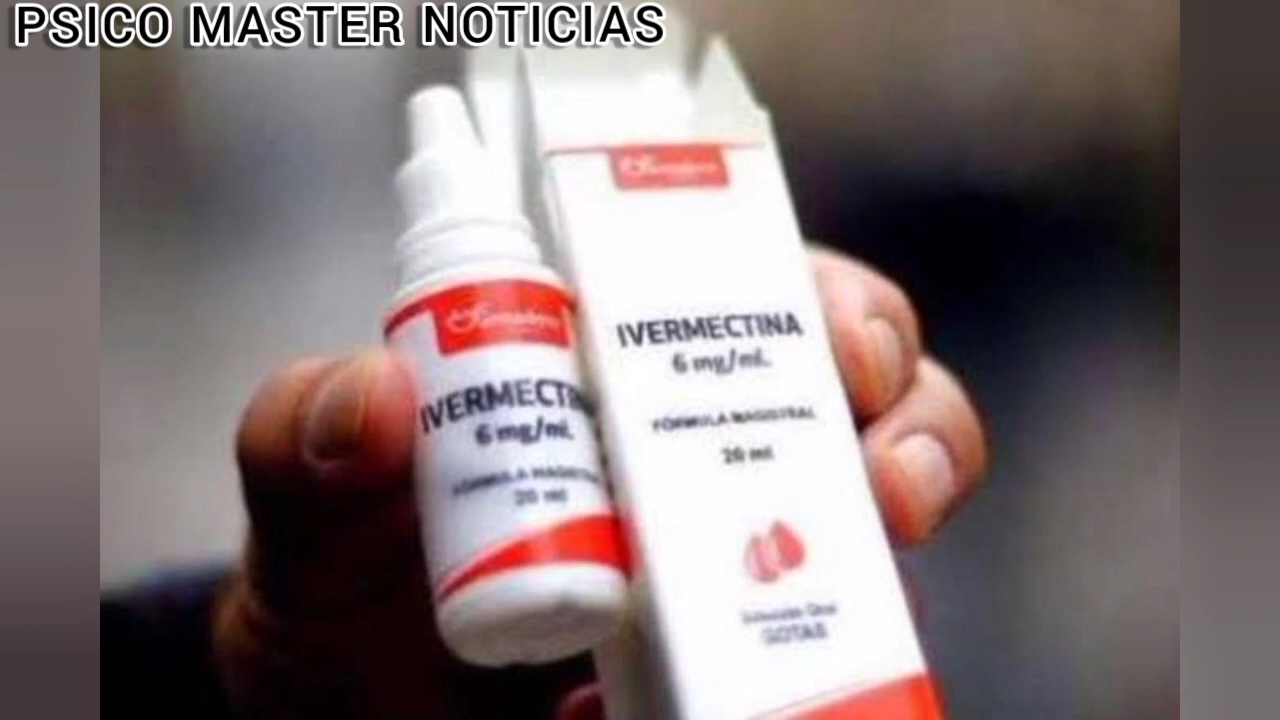 PSICO MASTER NOTICIAS
IVERMECTINA
6 mg/mL
FÓRMULA MAGISTRAL
20 ml
IVERMECTINA
6 mg/mL
FÓRMULA MAGISTRAL
20 ml
GOTAS